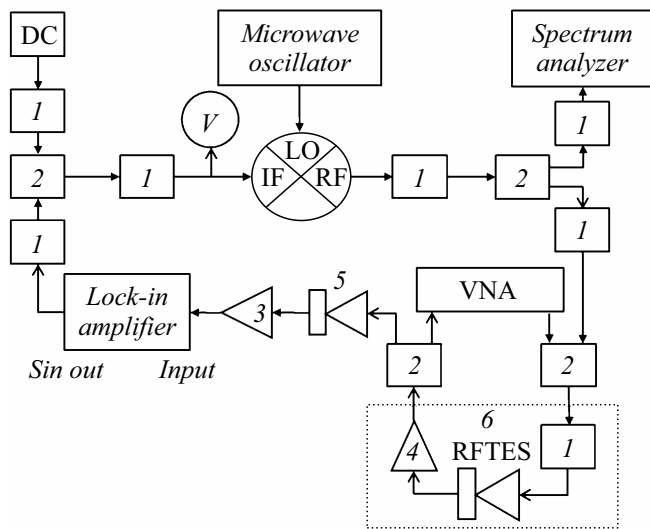 DC
Microwave
oscillator
Spectrum
analyzer
1
V
1
LO
2
1
IF
RF
1
2
1
1
5
VNA
Lock-in
amplifier
3
2
2
Sin out
Input
6
1
4
RFTES